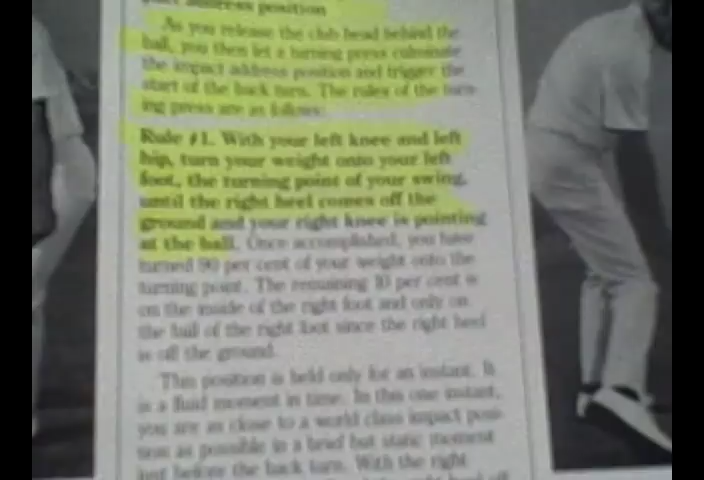 address position
As you release the club head behind the
ball, you then let a turning press culminate
the impact address position and trigger the
start of the back turn. The rules of the turn-
ing press are as follows:
Rule #1. With your left knee and left
hip, turn your weight onto your left
foot, the turning point of your swing,
until the right heel comes off the
ground and your right knee is pointing
at the ball. Once accomplished, you have
turned 90 per cent of your weight onto the
turning point. The remaining 10 per cent is
on the inside of the right foot and only on
the ball of the right foot since the right heel
is off the ground.
This position is held only for an instant. It
is a fluid moment in time. In this one instant,
you are as close to a world class impact posi-
tion as possible in a brief but static moment
just before the back turn. With the right